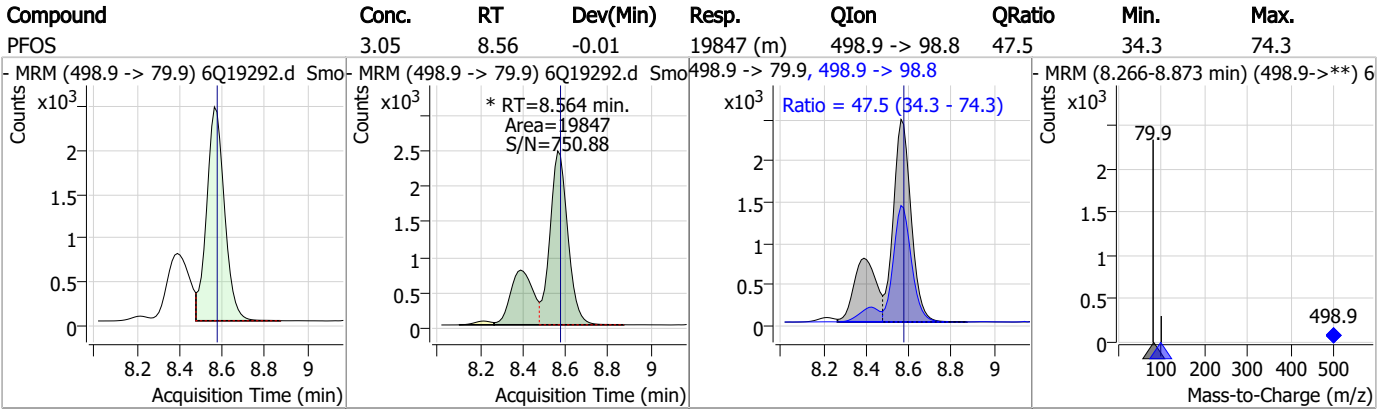 Compound Conc. RT Dev(Min) Resp. QIon QRatio Min. Max.
PFOS 3.05 8.56 -0.01 19847 (m) 498.9 -> 98.8 47.5 34.3 74.3
- MRM (498.9 -> 79.9) 6Q19292.d Smo
Counts
x10³
2
1.5
1
0.5
0
8.2 8.4 8.6 8.8 9
Acquisition Time (min)
- MRM (498.9 -> 79.9) 6Q19292.d Smo
Counts
x10³
* RT=8.564 min.
Area=19847
S/N=750.88
2.5
2
1.5
1
0.5
0
8.2 8.4 8.6 8.8 9
Acquisition Time (min)
498.9 -> 79.9, 498.9 -> 98.8
x10³
Ratio = 47.5 (34.3 - 74.3)
2
1.5
1
0.5
0
8.2 8.4 8.6 8.8 9
Acquisition Time (min)
- MRM (8.266-8.873 min) (498.9->**) 6
Counts
x10³
79.9
2
1.5
1
0.5
498.9
0
100 200 300 400 500
Mass-to-Charge (m/z)